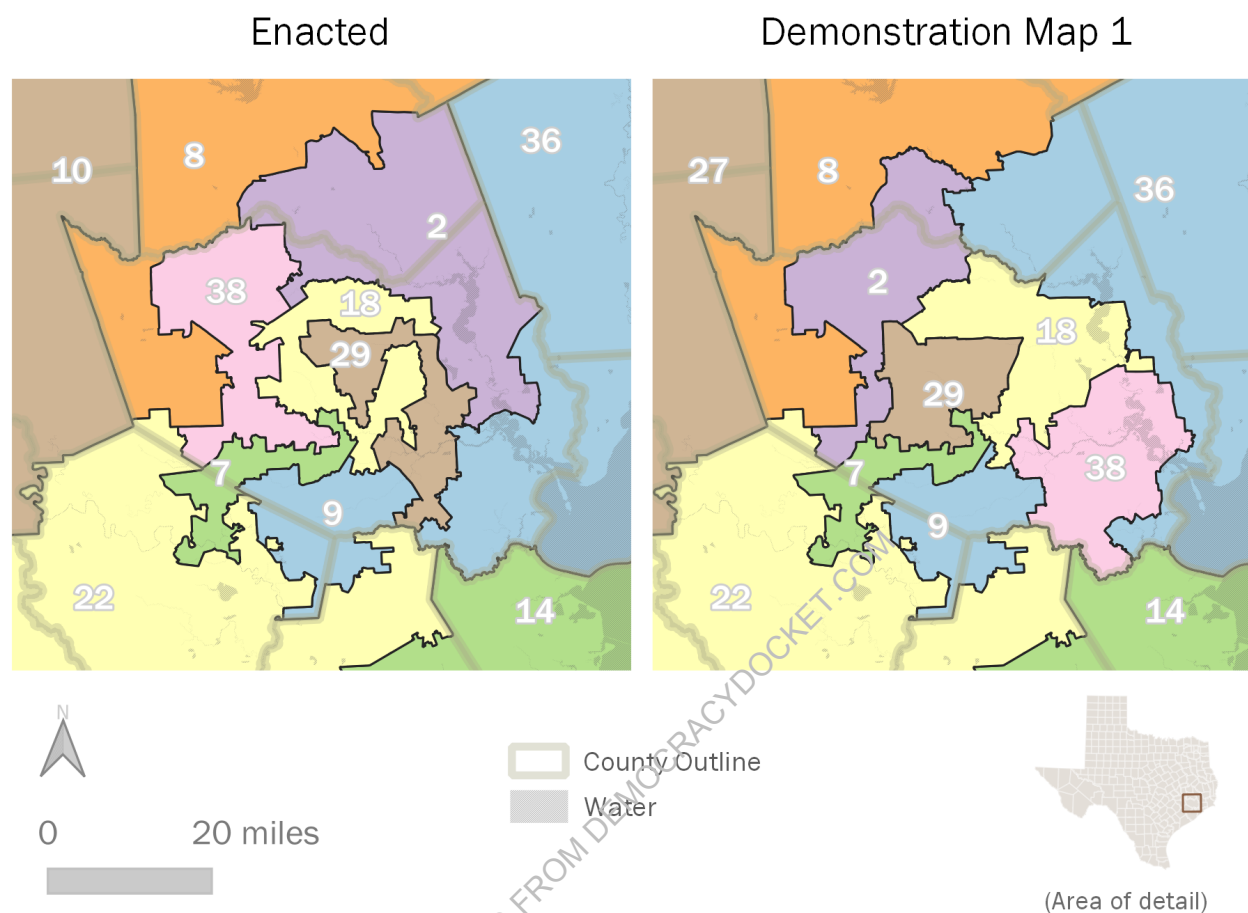 Enacted
Demonstration Map 1
10
8
36
2
38
18
29
7
9
22
14
27
8
36
2
18
29
38
7
9
22
14
N
0 20 miles
County Outline
Water
FROM DEMOCRACYDOCKET.COM
(Area of detail)